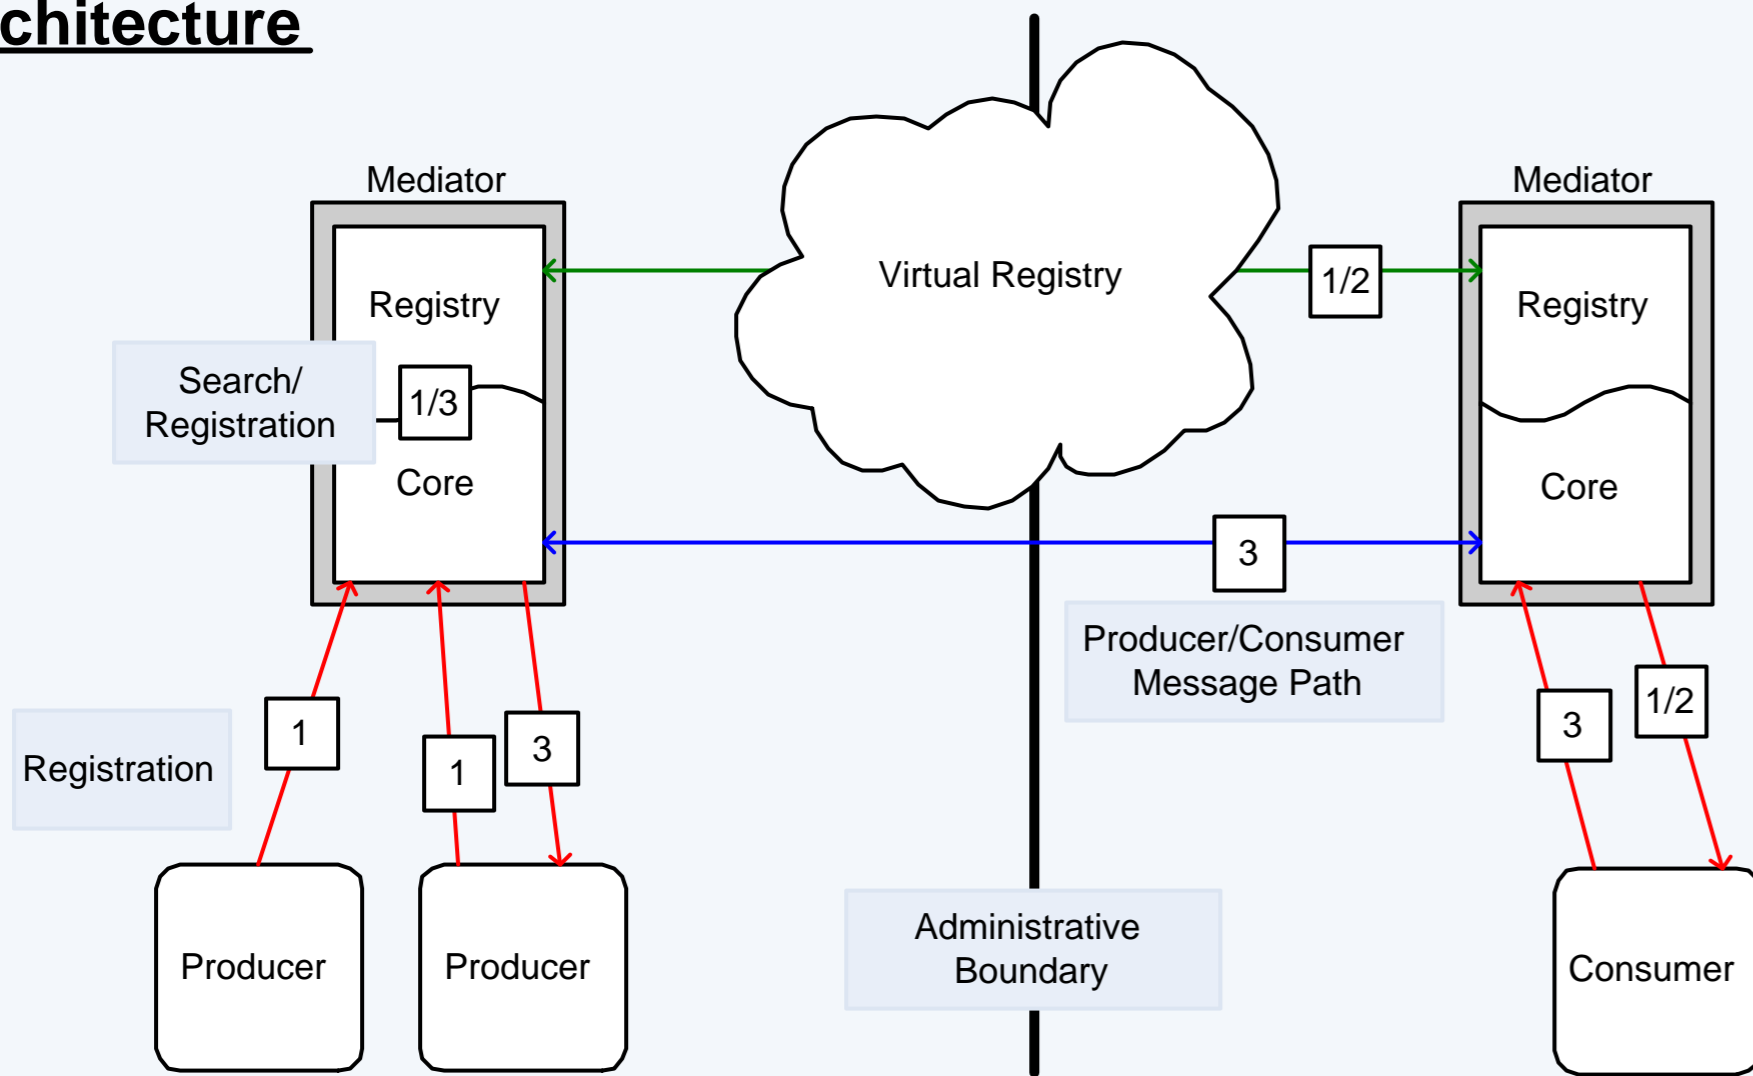 chitecture
Mediator
Mediator
Virtual Registry
1/2
Registry
Registry
Search/
Registration
1/3
Core
Core
3
Producer/Consumer
Message Path
1
1
3
3
1/2
Registration
Administrative
Boundary
Producer
Producer
Consumer